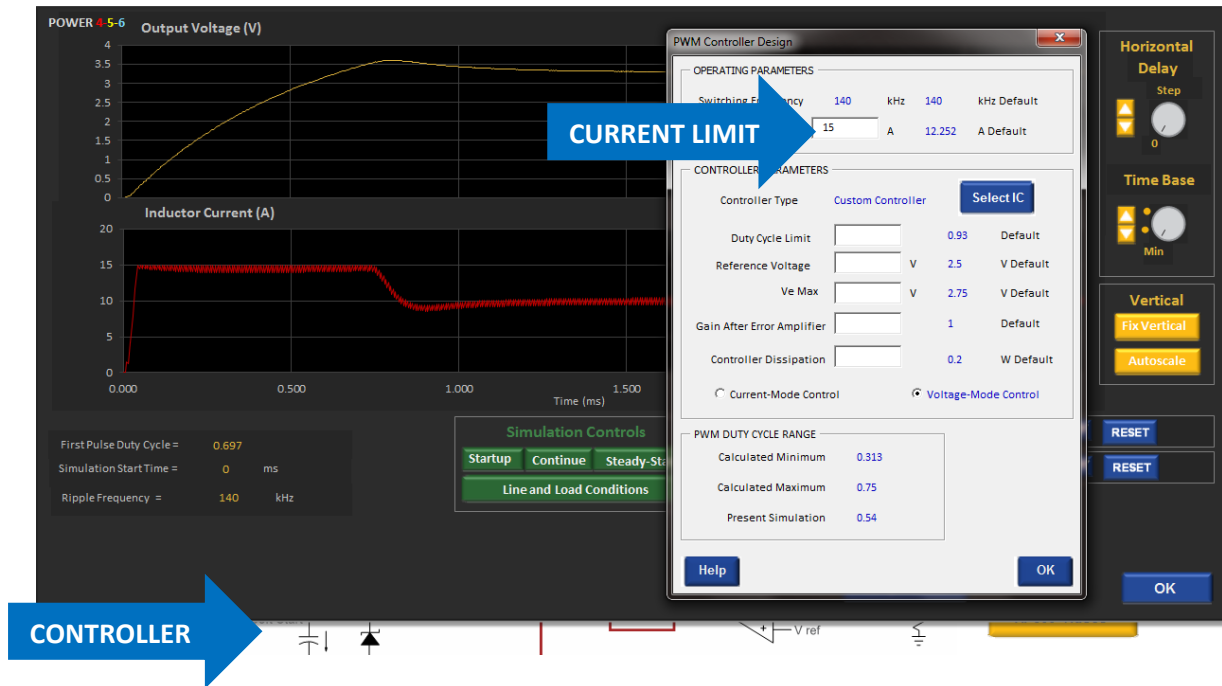 POWER 4-5-6
Output Voltage (V)
4
3.5
3
2.5
2
1.5
1
0.5
0
Inductor Current (A)
20
15
10
5
0
0.000 0.500 1.000 1.500
Time (ms)
First Pulse Duty Cycle = 0.697
Simulation Start Time = 0 ms
Ripple Frequency = 140 kHz
Simulation Controls
Startup Continue Steady-Sta
Line and Load Conditions
CURRENT LIMIT
PWM Controller Design
OPERATING PARAMETERS
Switching Frequency 140 kHz 140 kHz Default
15 A 12.252 A Default
CONTROLLER PARAMETERS
Controller Type Custom Controller Select IC
Duty Cycle Limit 0.93 Default
Reference Voltage V 2.5 V Default
Ve Max V 2.75 V Default
Gain After Error Amplifier 1 Default
Controller Dissipation 0.2 W Default
Current-Mode Control Voltage-Mode Control
PWM DUTY CYCLE RANGE
Calculated Minimum 0.313
Calculated Maximum 0.75
Present Simulation 0.54
Help OK
Horizontal
Delay
Step
0
Time Base
Min
Vertical
Fix Vertical
Autoscale
RESET
RESET
OK
CONTROLLER
+ V ref